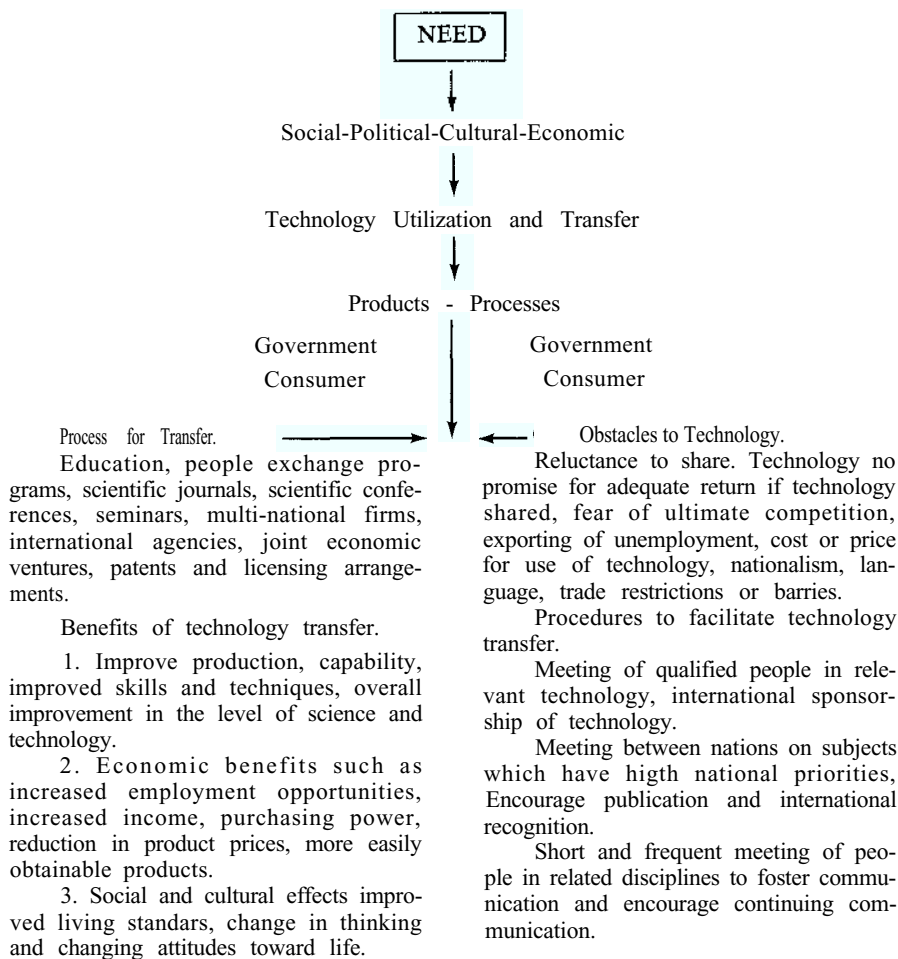 NEED
Social-Political-Cultural-Economic
Technology Utilization and Transfer
Products - Processes
Government
Consumer
Government
Consumer
Process for Transfer.
Education, people exchange pro-
grams, scientific journals, scientific confe-
rences, seminars, multi-national firms,
international agencies, joint economic
ventures, patents and licensing arrange-
ments.
Benefits of technology transfer.
1. Improve production, capability,
improved skills and techniques, overall
improvement in the level of science and
technology.
2. Economic benefits such as
increased employment opportunities,
increased income, purchasing power,
reduction in product prices, more easily
obtainable products.
3. Social and cultural effects impro-
ved living standars, change in thinking
and changing attitudes toward life.
Obstacles to Technology.
Reluctance to share. Technology no
promise for adequate return if technology
shared, fear of ultimate competition,
exporting of unemployment, cost or price
for use of technology, nationalism, lan-
guage, trade restrictions or barries.
Procedures to facilitate technology
transfer.
Meeting of qualified people in rele-
vant technology, international sponsor-
ship of technology.
Meeting between nations on subjects
which have higth national priorities,
Encourage publication and international
recognition.
Short and frequent meeting of peo-
ple in related disciplines to foster commu-
nication and encourage continuing com-
munication.